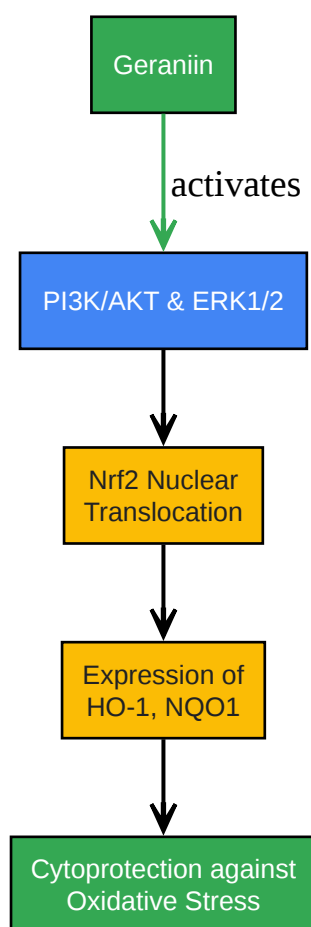 Geraniin
activates
PI3K/AKT & ERK1/2
Nrf2 Nuclear
Translocation
Expression of
HO-1, NQO1
Cytoprotection against
Oxidative Stress